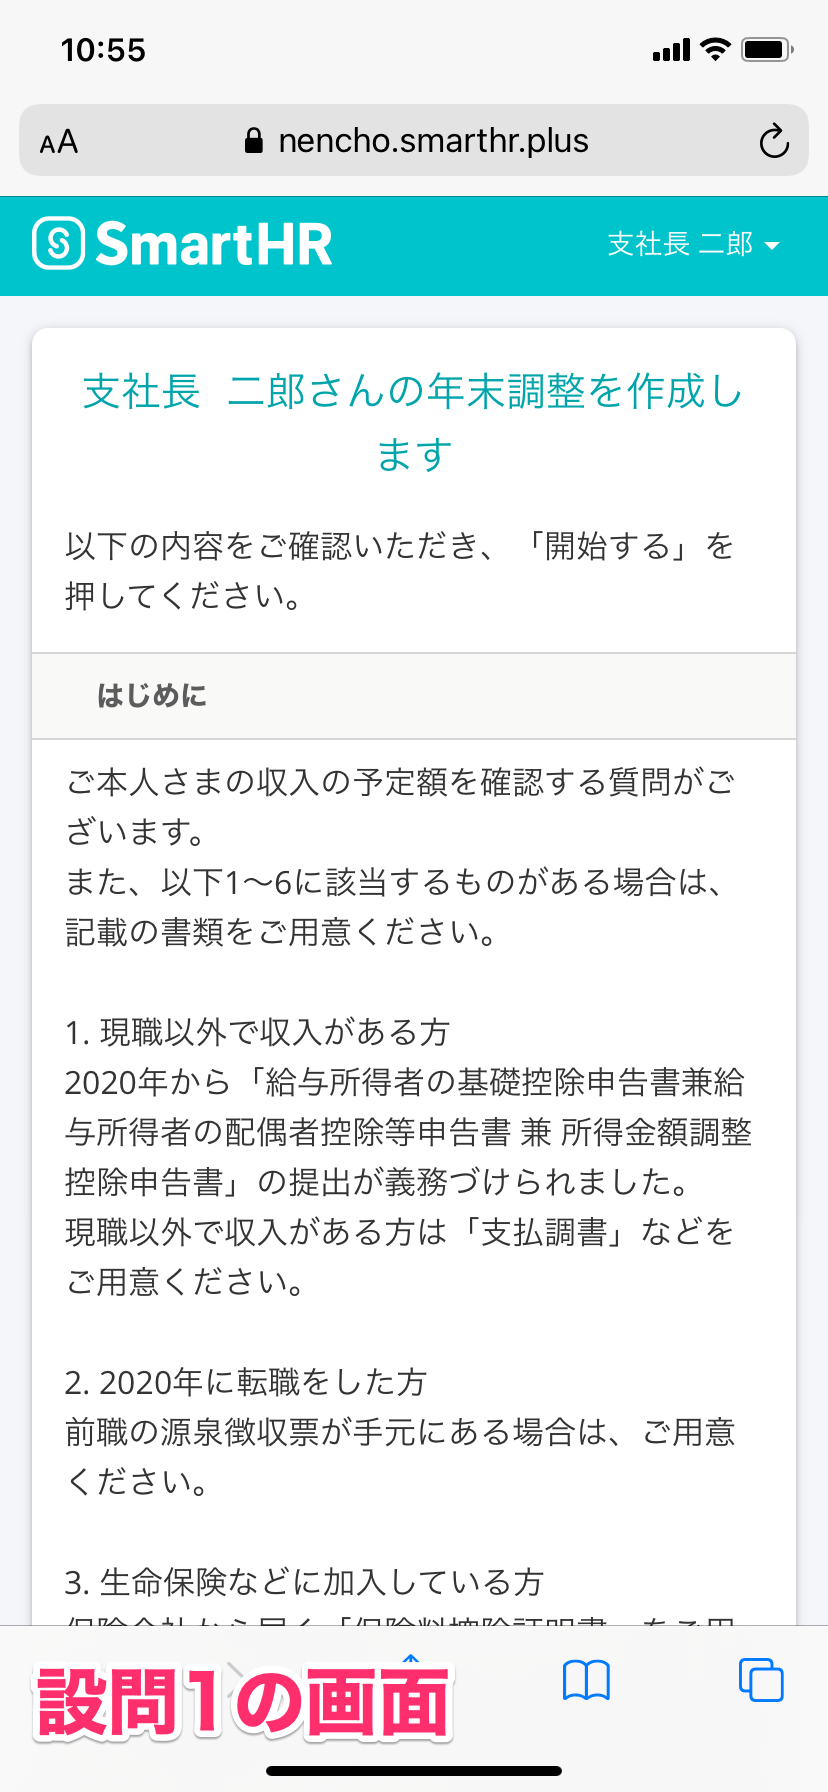 10:55
AA nencho.smarthr.plus
SmartHR 支社長 二郎
支社長 二郎さんの年末調整を作成し
ます
以下の内容をご確認いただき、「開始する」を
押してください。
はじめに
ご本人さまの収入の予定額を確認する質問がご
ざいます。
また、以下1〜6に該当するものがある場合は、
記載の書類をご用意ください。
1. 現職以外で収入がある方
2020年から「給与所得者の基礎控除申告書兼給
与所得者の配偶者控除等申告書 兼 所得金額調整
控除申告書」の提出が義務づけられました。
現職以外で収入がある方は「支払調書」などを
ご用意ください。
2. 2020年に転職をした方
前職の源泉徴収票が手元にある場合は、ご用意
ください。
3. 生命保険などに加入している方
設問1の画面